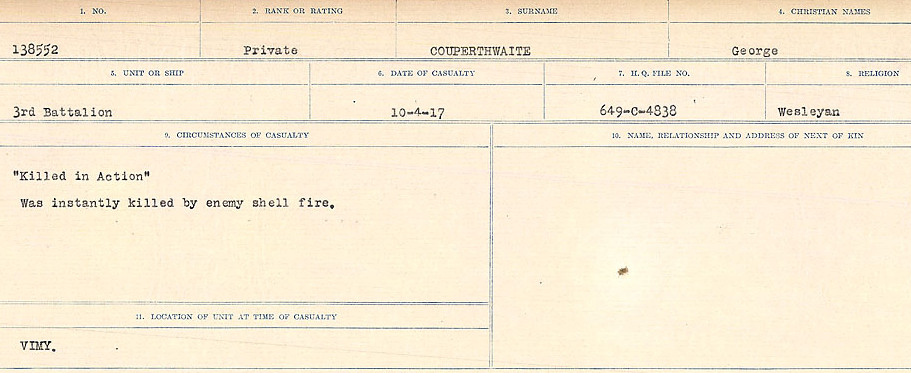 1. NO.
2. RANK OR RATING
3. SURNAME
4. CHRISTIAN NAMES
138552
Private
COUPERTHWAITE
George
5. UNIT OR SHIP
6. DATE OF CASUALTY
7. H. Q. FILE NO.
8. RELIGION
3rd Battalion
10-4-17
649-C-4838
Wesleyan
9. CIRCUMSTANCES OF CASUALTY
10. NAME, RELATIONSHIP AND ADDRESS OF NEXT OF KIN
"Killed in Action"
Was instantly killed by enemy shell fire.
11. LOCATION OF UNIT AT TIME OF CASUALTY
VIMY.